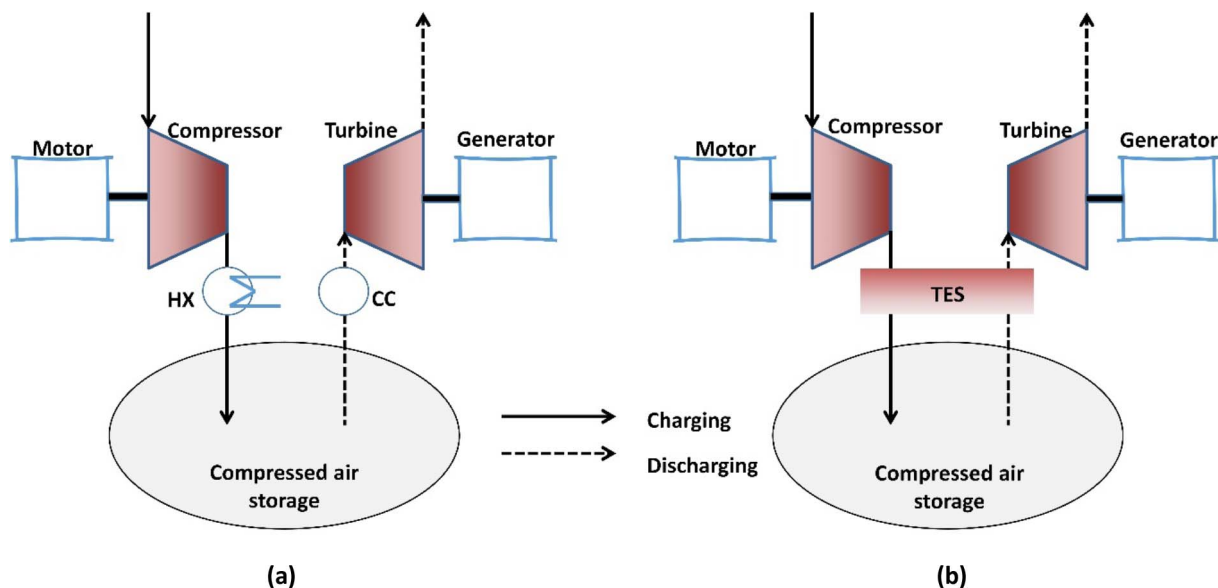 Motor
Compressor
Turbine
Generator
HX
CC
Compressed air
storage
(a)
Charging
Discharging
Motor
Compressor
Turbine
Generator
TES
Compressed air
storage
(b)